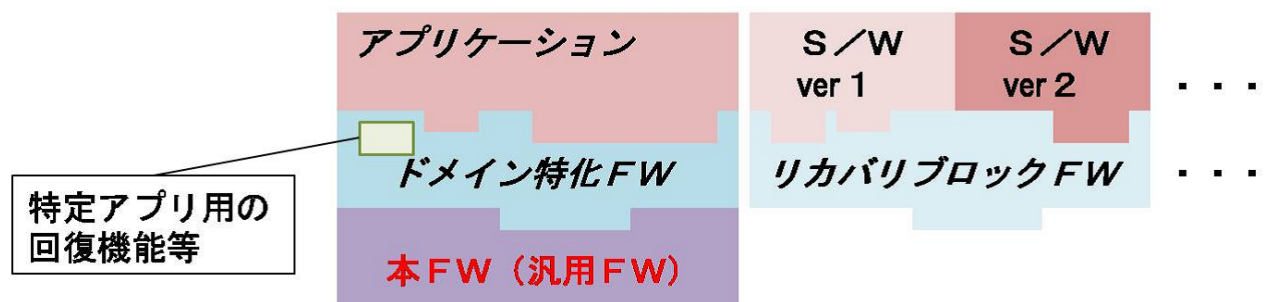 アプリケーション
S／W
ver 1
S／W
ver 2
・・・
ドメイン特化FW
リカバリブロックFW
・・・
特定アプリ用の
回復機能等
本FW（汎用FW）